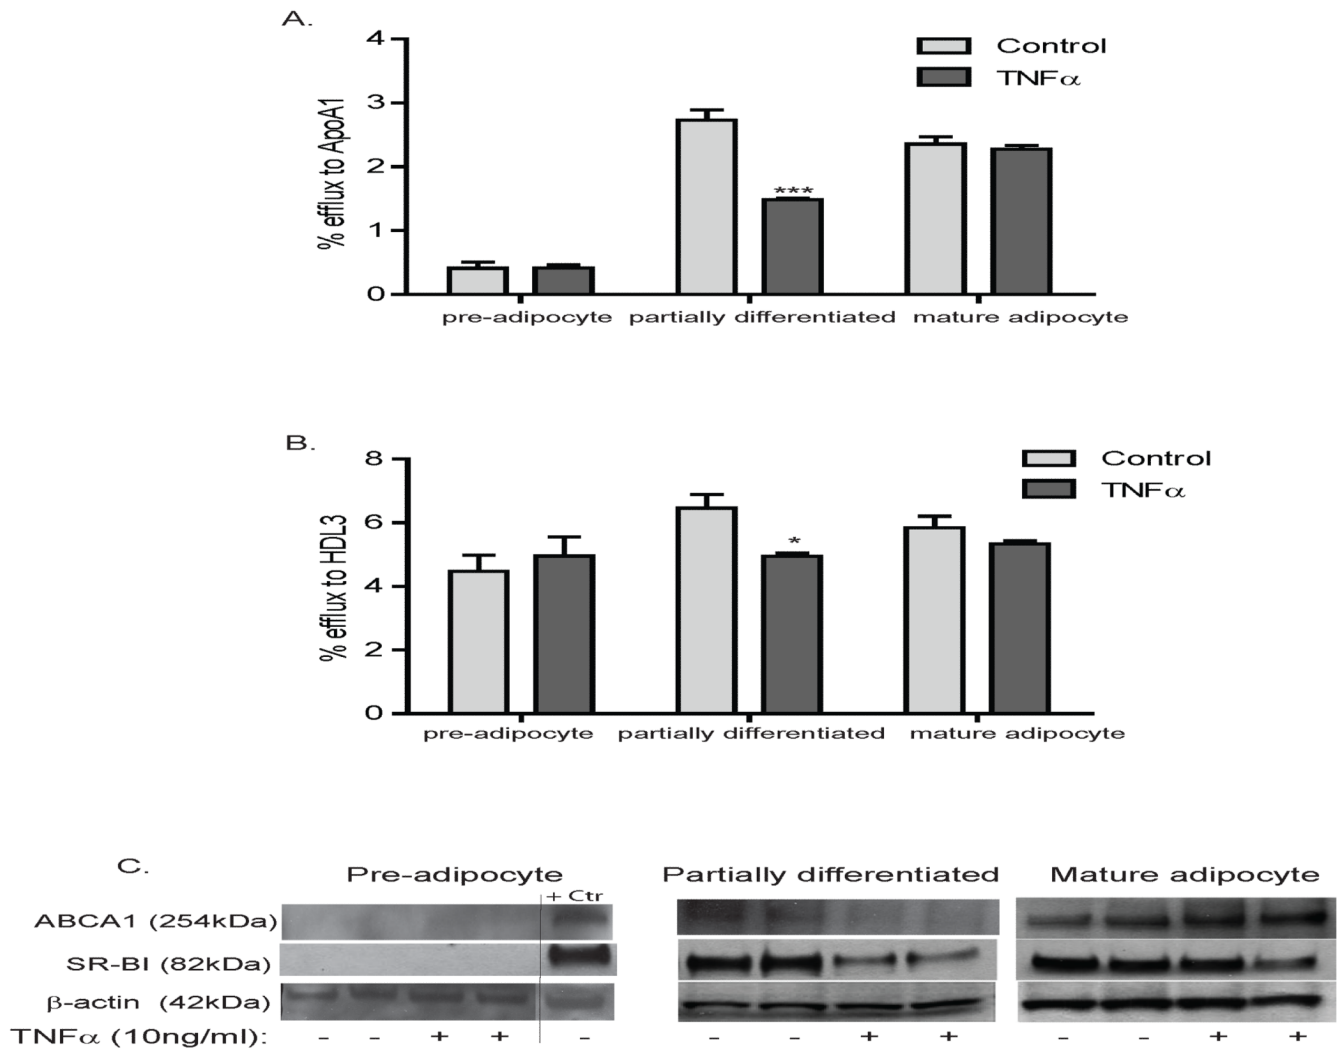 A.
4
3
2
1
0
% efflux to ApoA1
Control
TNFα
***
pre-adipocyte partially differentiated mature adipocyte
B.
8
6
4
2
0
% efflux to HDL3
Control
TNFα
*
pre-adipocyte partially differentiated mature adipocyte
C.
Pre-adipocyte Partially differentiated Mature adipocyte
+ Ctr
ABCA1 (254kDa)
SR-BI (82kDa)
β-actin (42kDa)
TNFα (10ng/ml): - - + + - - - + + - - + +